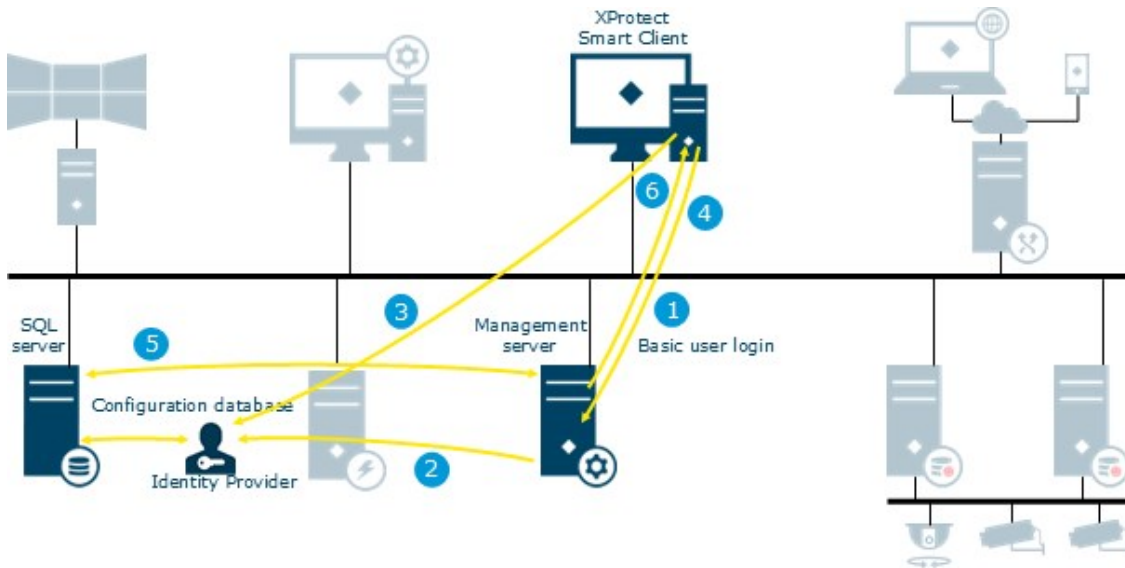 XProtect
Smart Client
6
4
3
1
SQL
server
5
Management
server
Basic user login
Configuration database
2
Identity Provider